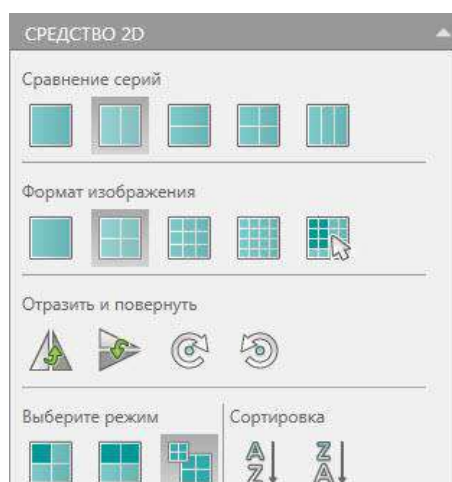 СРЕДСТВО 2D
Сравнение серий
Формат изображения
Отразить и повернуть
Выберите режим
Сортировка
A
Z
Z
A